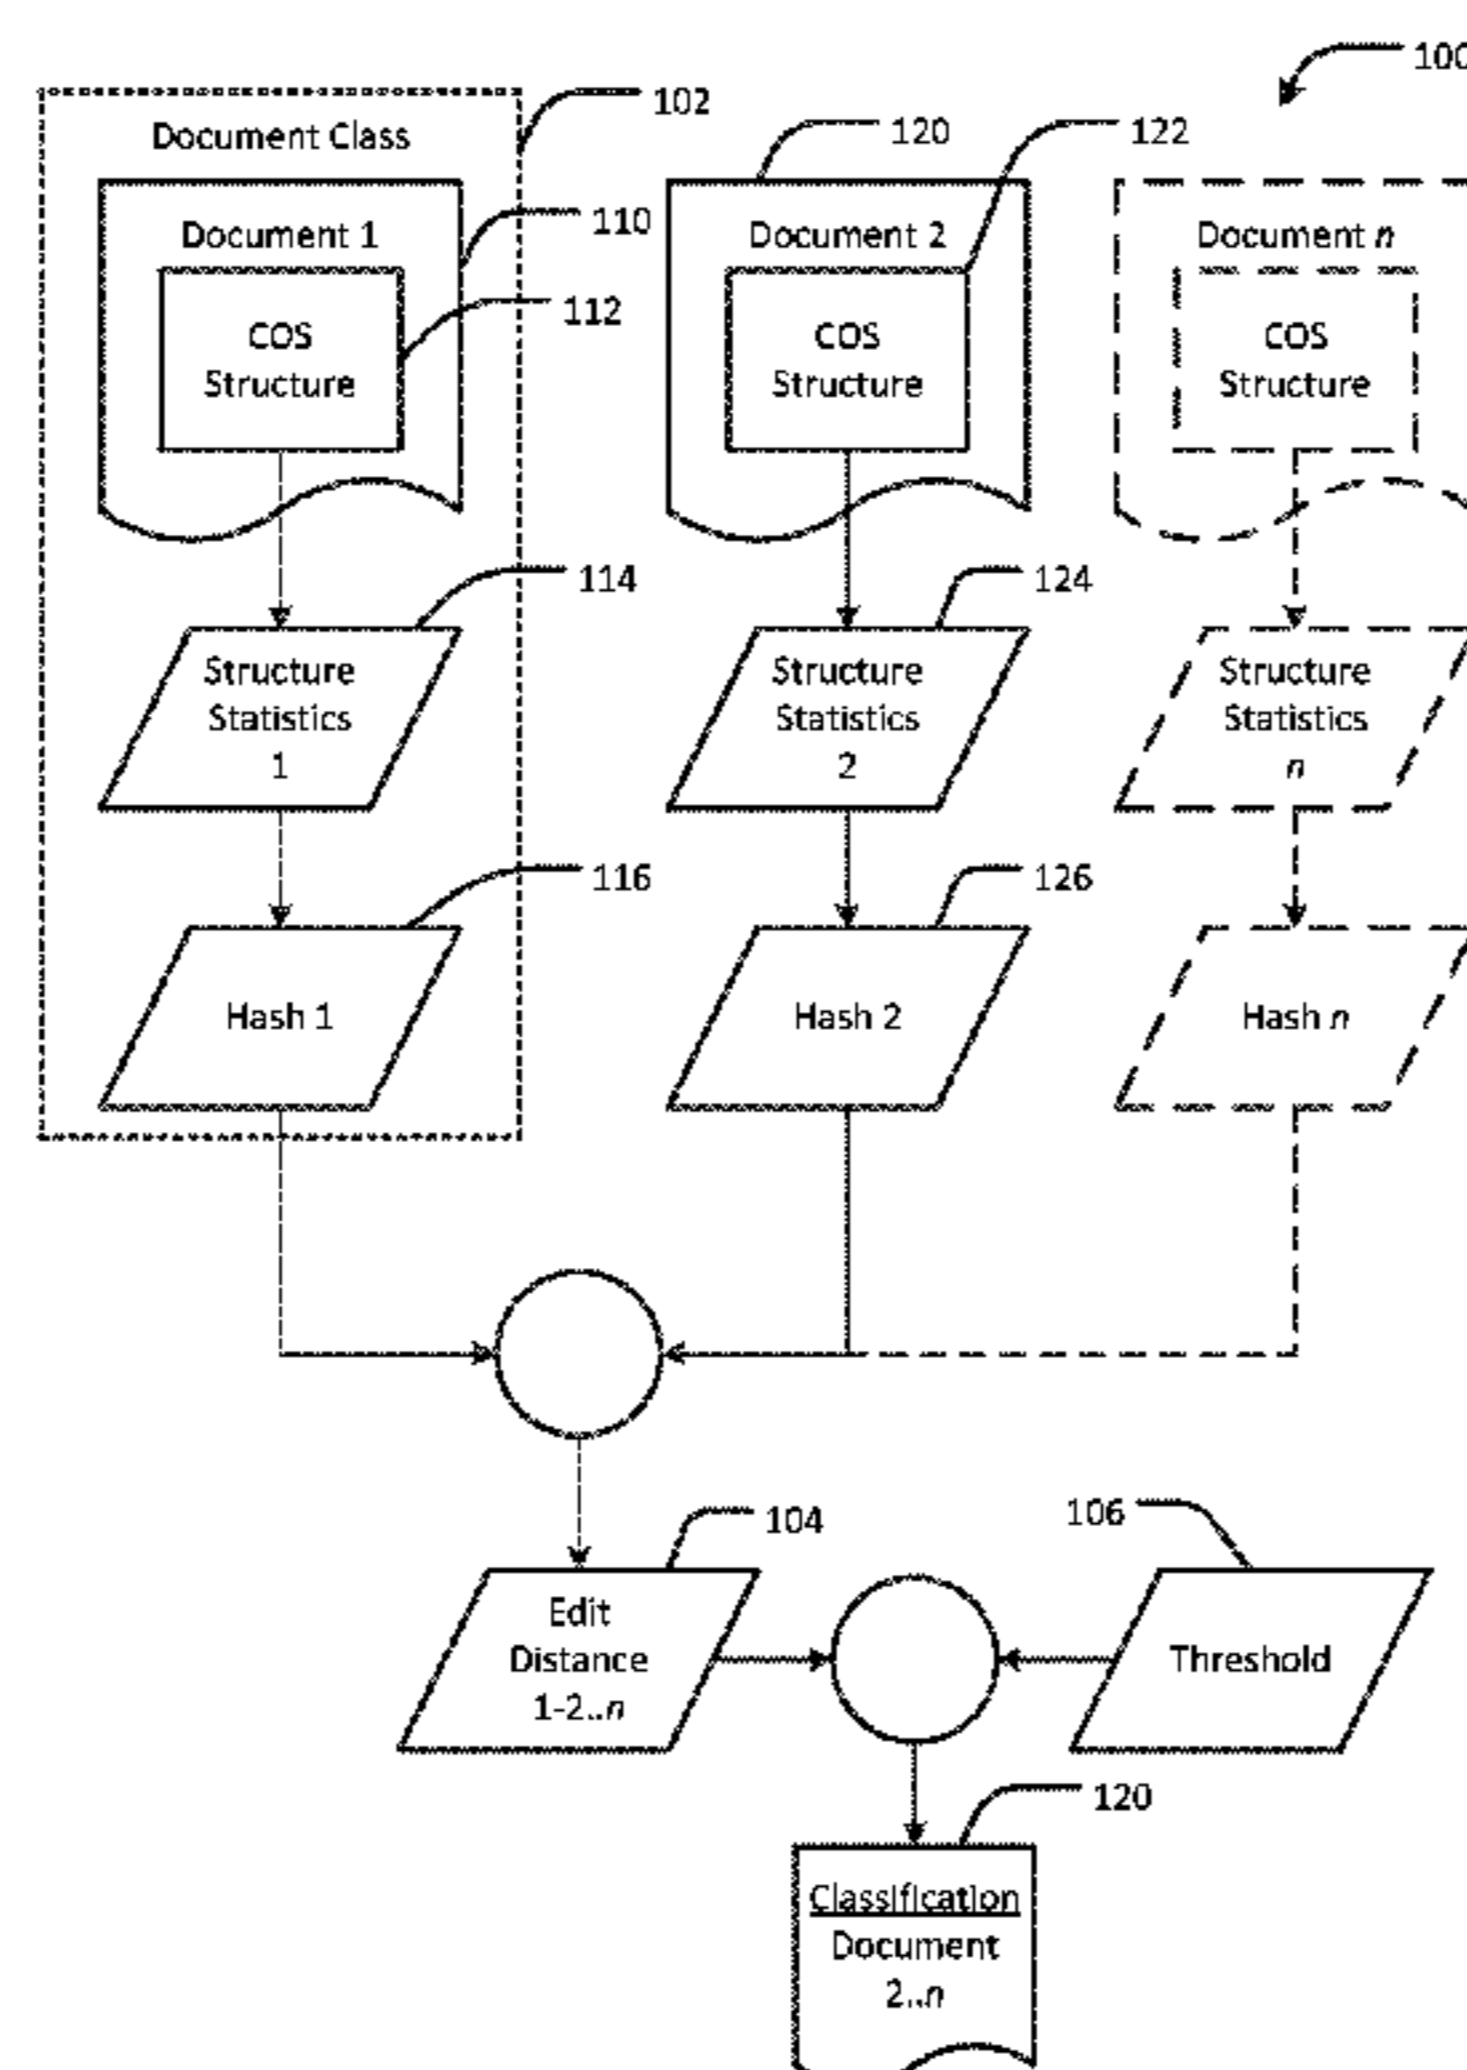 100
102
Document Class
120
122
Document 1
110
Document 2
Document n
COS
Structure
112
COS
Structure
COS
Structure
114
124
Structure
Statistics
1
Structure
Statistics
2
Structure
Statistics
n
116
126
Hash 1
Hash 2
Hash n
104
106
Edit
Distance
1-2..n
Threshold
120
Classification
Document
2..n